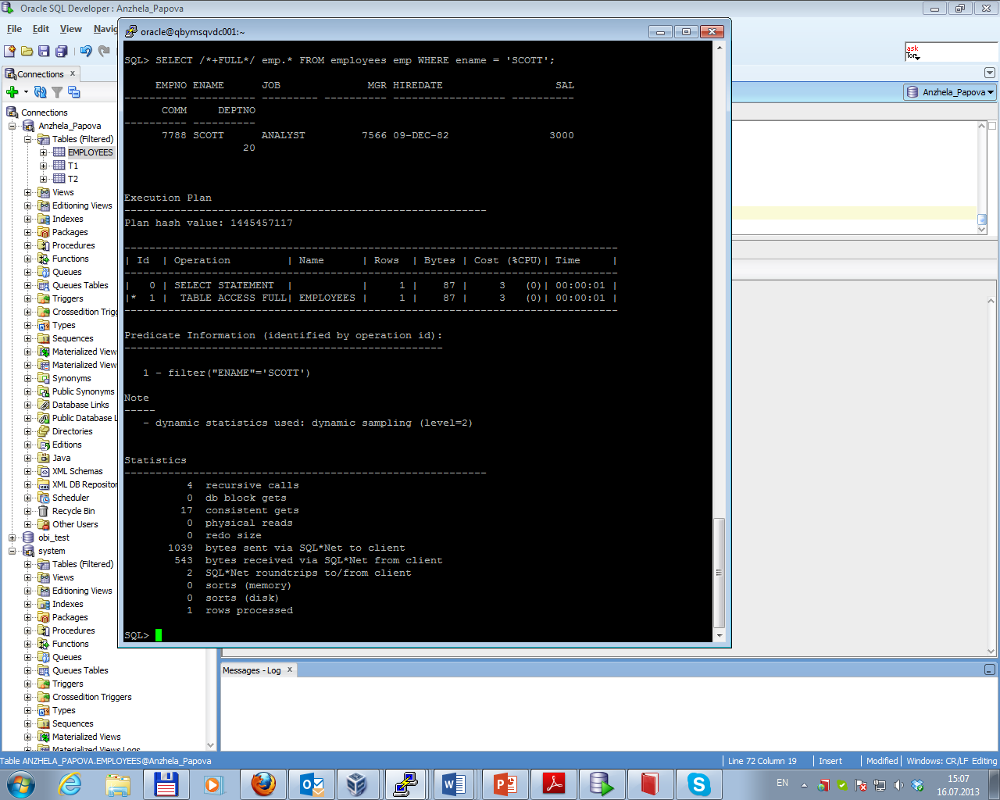 Oracle SQL Developer : Anzhela_Papova
File Edit View Navig
oracle@qbymsqvdc001:~
ask
Tom
Connections x
Anzhela_Papova
Connections
Anzhela_Papova
Tables (Filtered)
EMPLOYEES
T1
T2
Views
Editioning Views
Indexes
Packages
Procedures
Functions
Queues
Queues Tables
Triggers
Crossedition Trigg
Types
Sequences
Materialized View
Materialized View
Synonyms
Public Synonyms
Database Links
Public Database L
Directories
Editions
Java
XML Schemas
XML DB Repositor
Scheduler
Recycle Bin
Other Users
obi_test
system
Tables (Filtered)
Views
Editioning Views
Indexes
Packages
Procedures
Functions
Queues
Queues Tables
Triggers
Crossedition Triggers
Types
Sequences
Materialized Views
Materialized Views Logs
SQL> SELECT /*+FULL*/ emp.* FROM employees emp WHERE ename = 'SCOTT';
EMPNO ENAME JOB MGR HIREDATE SAL
---------- ---------- --------- ---------- ------------------ ----------
COMM DEPTNO
---------- ----------
7788 SCOTT ANALYST 7566 09-DEC-82 3000
20
Execution Plan
----------------------------------------------------------
Plan hash value: 1445457117
-------------------------------------------------------------------------------
| Id | Operation | Name | Rows | Bytes | Cost (%CPU)| Time |
-------------------------------------------------------------------------------
| 0 | SELECT STATEMENT | | 1 | 87 | 3 (0)| 00:00:01 |
|* 1 | TABLE ACCESS FULL| EMPLOYEES | 1 | 87 | 3 (0)| 00:00:01 |
-------------------------------------------------------------------------------
Predicate Information (identified by operation id):
---------------------------------------------------
1 - filter("ENAME"='SCOTT')
Note
-----
- dynamic statistics used: dynamic sampling (level=2)
Statistics
----------------------------------------------------------
4 recursive calls
0 db block gets
17 consistent gets
0 physical reads
0 redo size
1039 bytes sent via SQL*Net to client
543 bytes received via SQL*Net from client
2 SQL*Net roundtrips to/from client
0 sorts (memory)
0 sorts (disk)
1 rows processed
SQL>
Messages - Log x
Table ANZHELA_PAPOVA.EMPLOYEES@Anzhela_Papova
Line 72 Column 19 Insert Modified Windows: CR/LF Editing
EN
15:07
16.07.2013